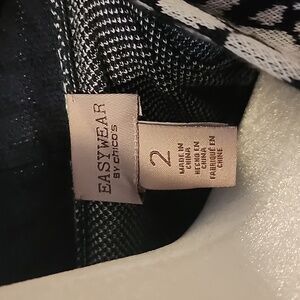 EASYWEAR
BY CHICO'S
2
MADE IN
CHINA
HECHO EN
CHINA
FABRIQUÉ EN
CHINE